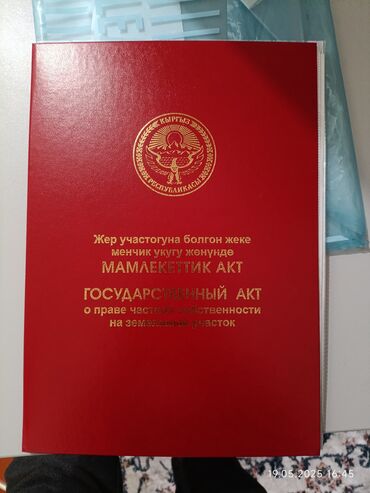 КЫРГЫЗ
РЕСПУБЛИКАСЫ
Жер участогуна болгон жеке
менчик укугу жөнүндө
МАМЛЕКЕТТИК АКТ
ГОСУДАРСТВЕННЫЙ АКТ
о праве частной собственности
на земельный участок
19.05.2025 16:45